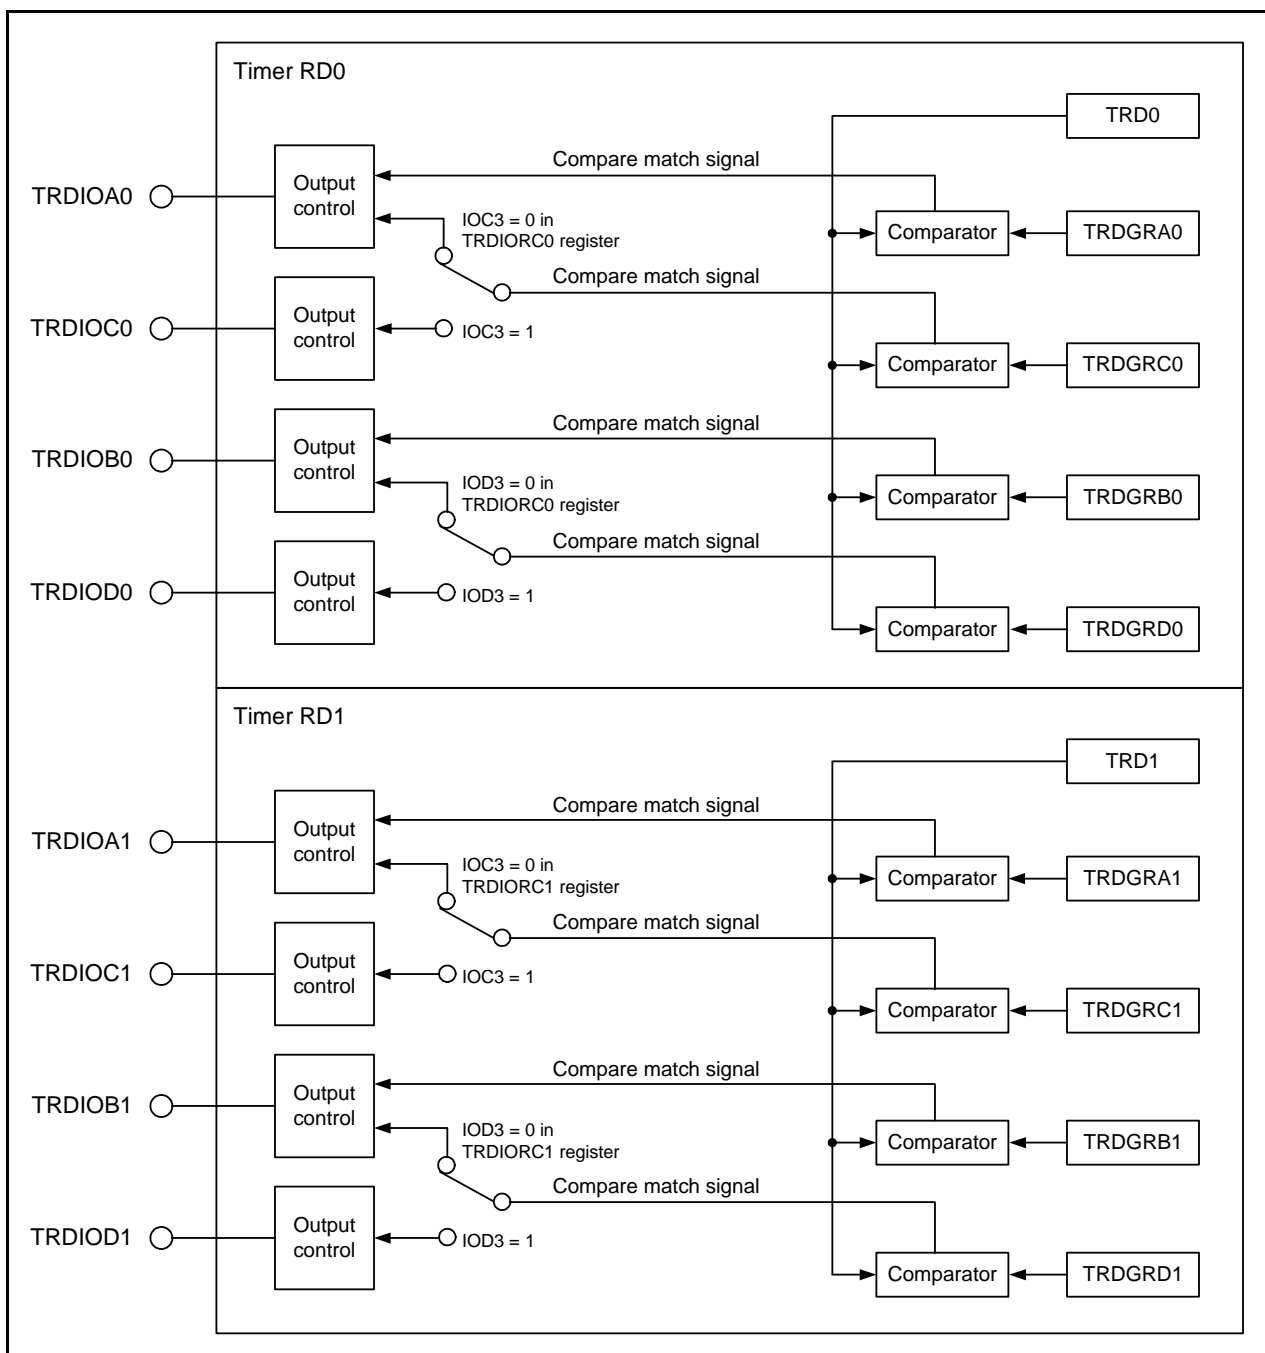 Timer RD0
TRD0
Compare match signal
Output
control
TRDIOA0
IOC3 = 0 in
TRDIORC0 register
Comparator
TRDGRA0
Compare match signal
Output
control
TRDIOC0
IOC3 = 1
Comparator
TRDGRC0
Compare match signal
Output
control
TRDIOB0
IOD3 = 0 in
TRDIORC0 register
Comparator
TRDGRB0
Compare match signal
Output
control
TRDIOD0
IOD3 = 1
Comparator
TRDGRD0
Timer RD1
TRD1
Compare match signal
Output
control
TRDIOA1
IOC3 = 0 in
TRDIORC1 register
Comparator
TRDGRA1
Compare match signal
Output
control
TRDIOC1
IOC3 = 1
Comparator
TRDGRC1
Compare match signal
Output
control
TRDIOB1
IOD3 = 0 in
TRDIORC1 register
Comparator
TRDGRB1
Compare match signal
Output
control
TRDIOD1
IOD3 = 1
Comparator
TRDGRD1